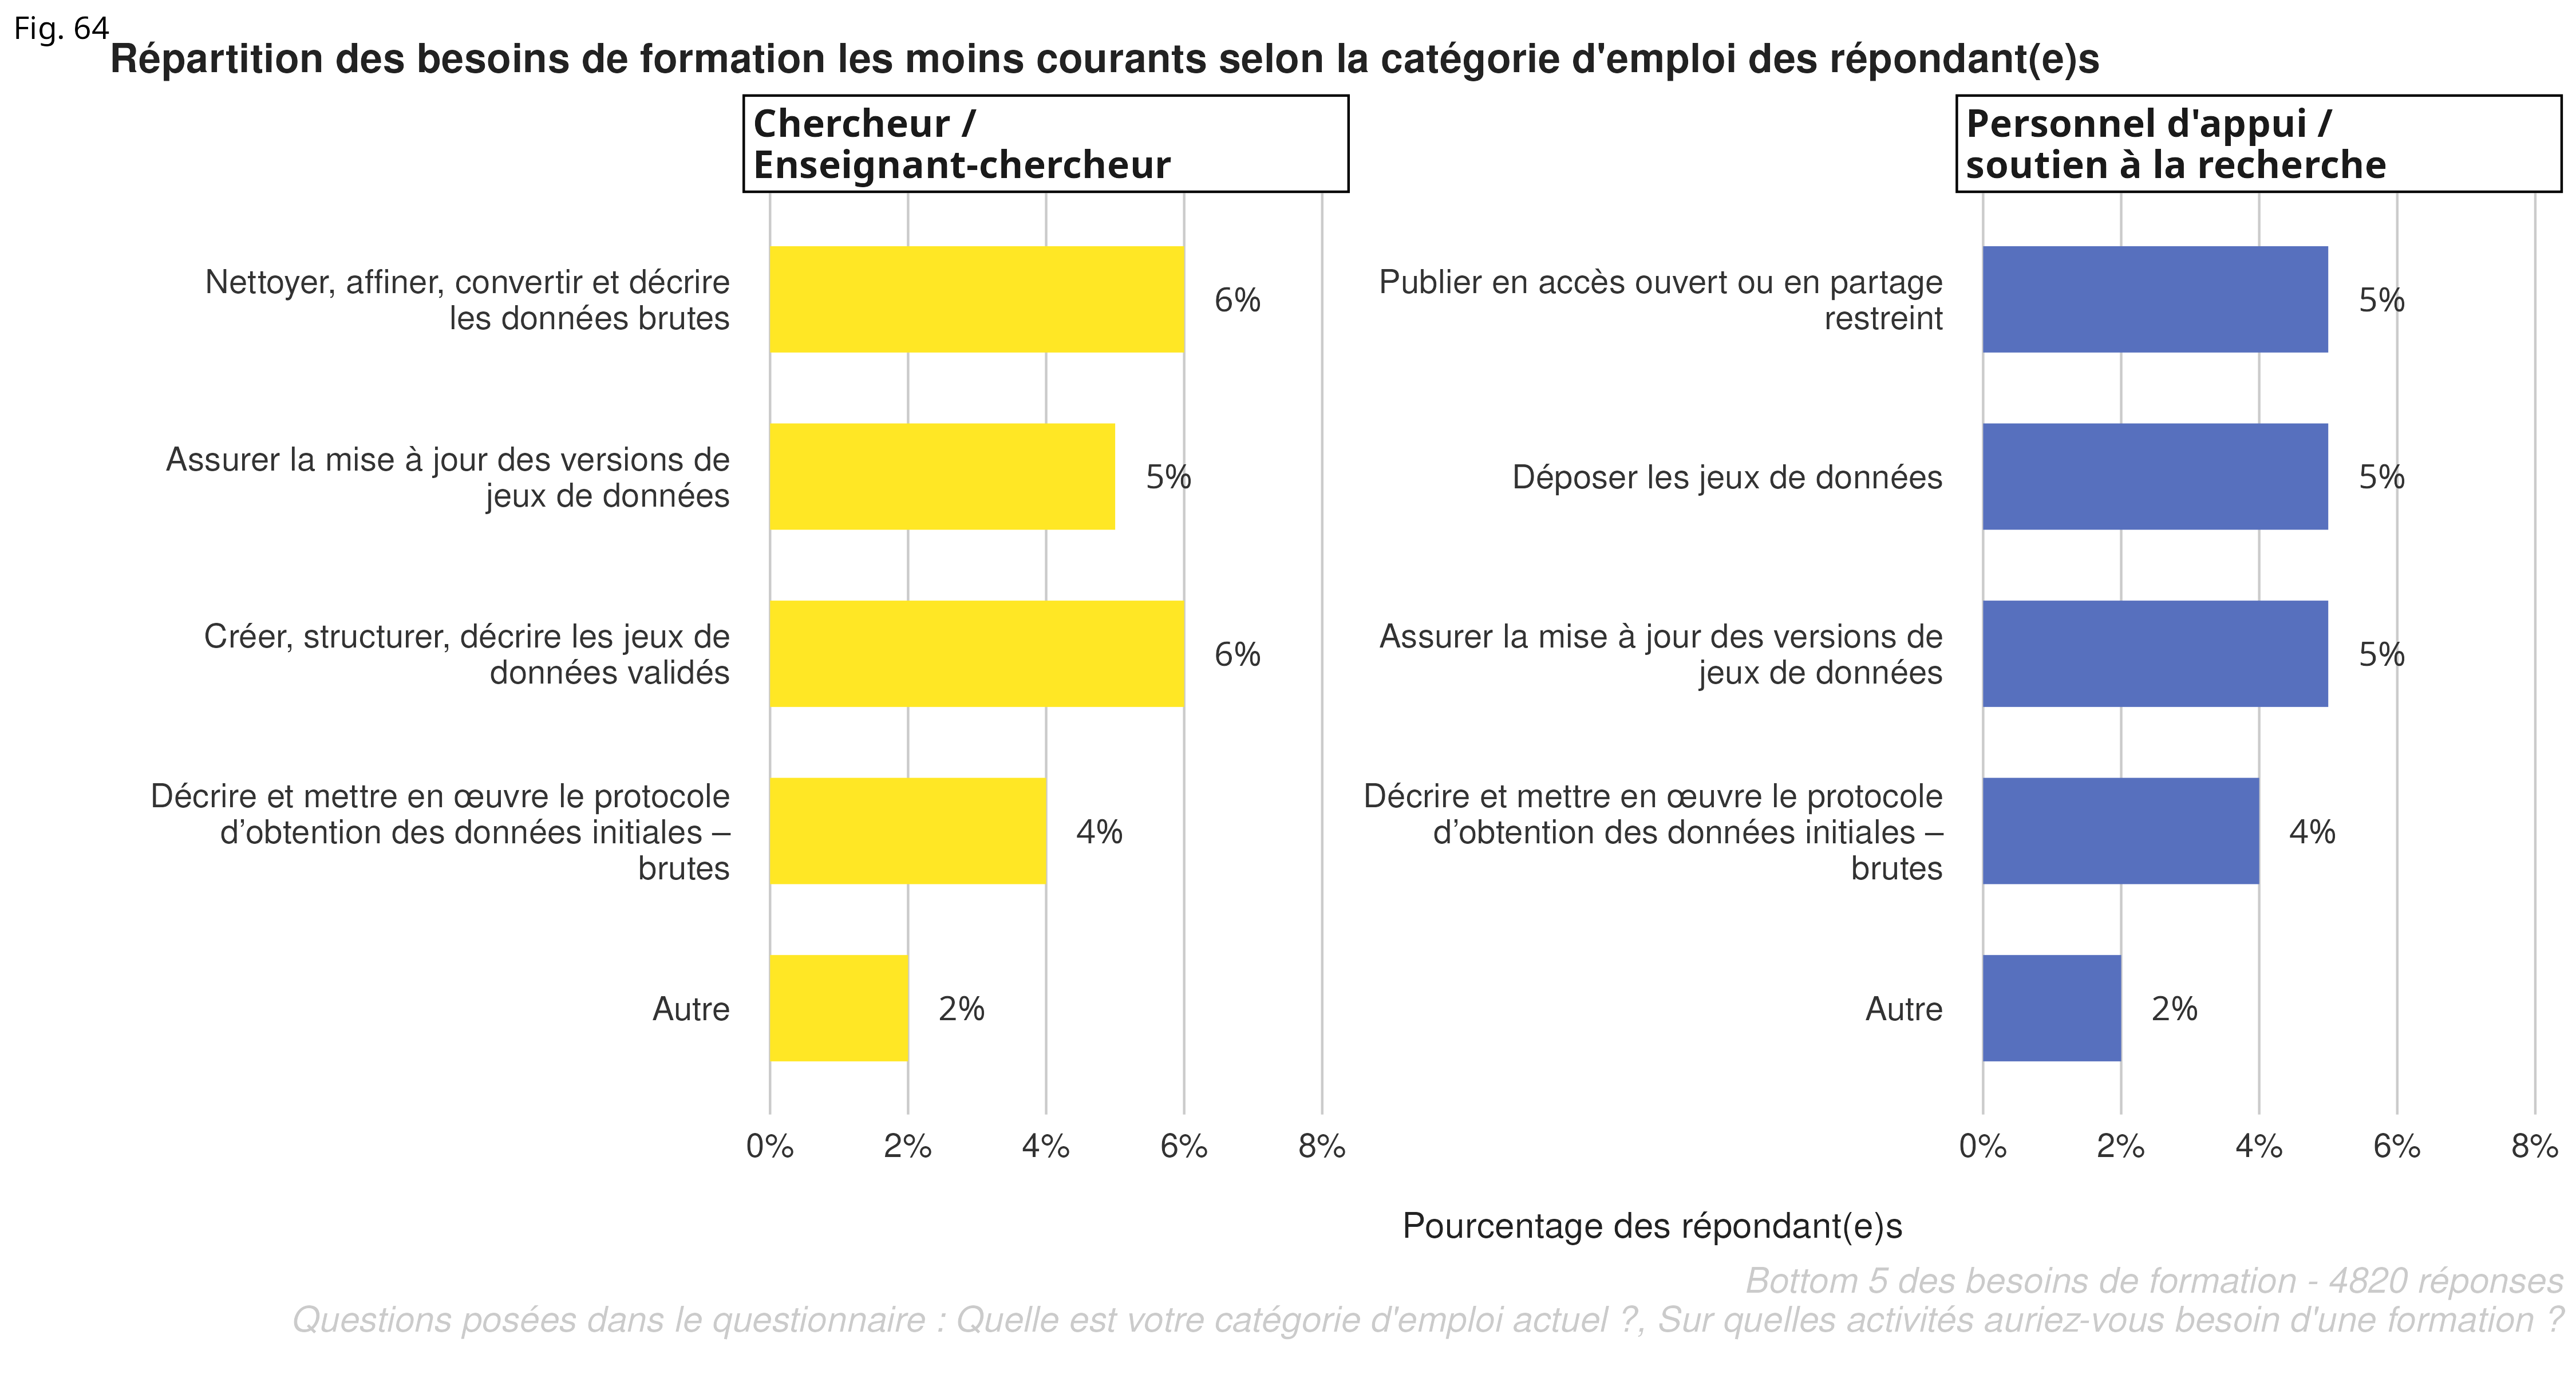 Fig. 64
Répartition des besoins de formation les moins courants selon la catégorie d'emploi des répondant(e)s
Chercheur /
Enseignant-chercheur
Nettoyer, affiner, convertir et décrire
les données brutes
6%
Assurer la mise à jour des versions de
jeux de données
5%
Créer, structurer, décrire les jeux de
données validés
6%
Décrire et mettre en œuvre le protocole
d’obtention des données initiales –
brutes
4%
Autre
2%
0%
2%
4%
6%
8%
Personnel d'appui /
soutien à la recherche
Publier en accès ouvert ou en partage
restreint
5%
Déposer les jeux de données
5%
Assurer la mise à jour des versions de
jeux de données
5%
Décrire et mettre en œuvre le protocole
d’obtention des données initiales –
brutes
4%
Autre
2%
0%
2%
4%
6%
8%
Pourcentage des répondant(e)s
Bottom 5 des besoins de formation - 4820 réponses
Questions posées dans le questionnaire : Quelle est votre catégorie d'emploi actuel ?, Sur quelles activités auriez-vous besoin d'une formation ?